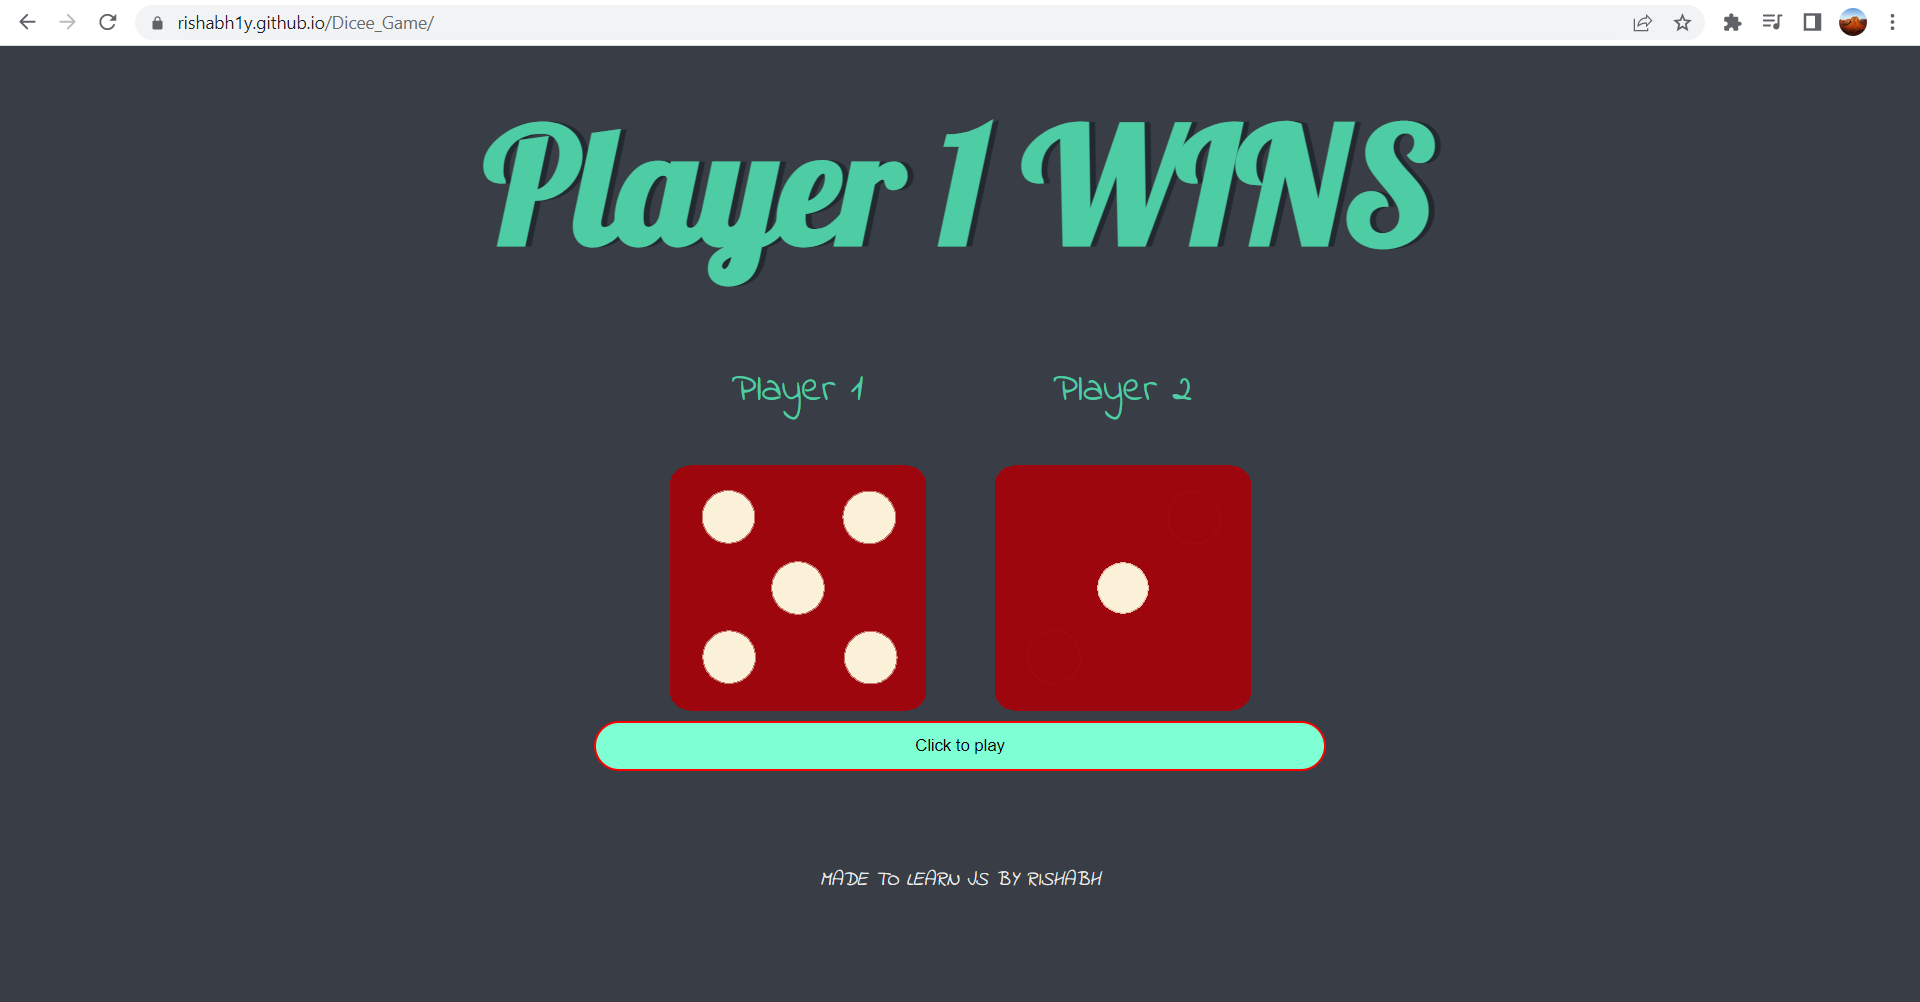 rishabh1y.github.io/Dicee_Game/
Player 1 WINS
Player 1
Player 2
Click to play
MADE TO LEARN JS BY RISHABH